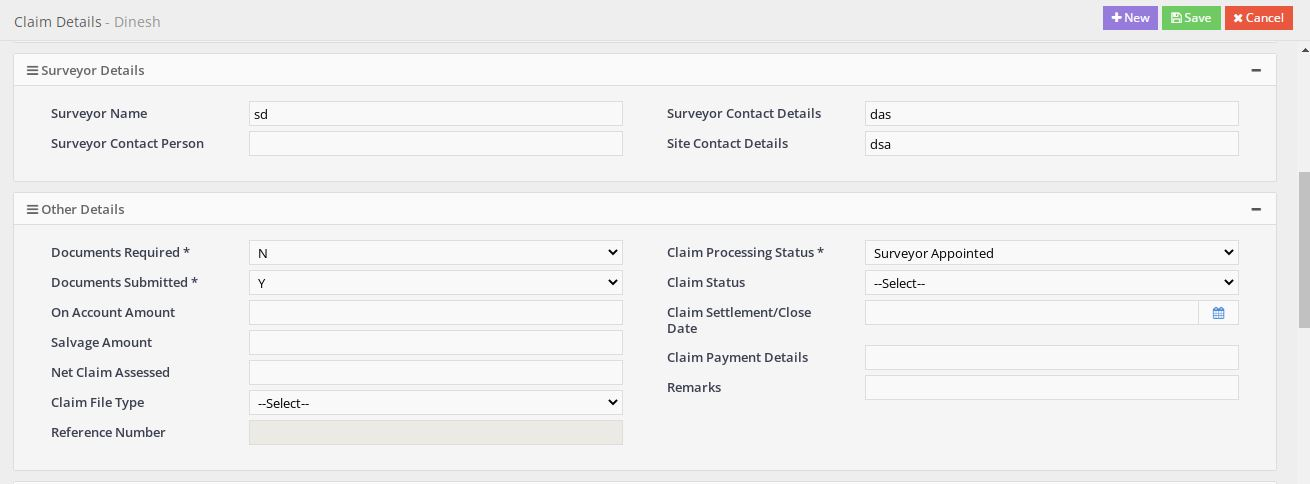 Claim Details - Dinesh
New Save Cancel
Surveyor Details
Surveyor Name sd Surveyor Contact Details das
Surveyor Contact Person Site Contact Details dsa
Other Details
Documents Required * N Claim Processing Status * Surveyor Appointed
Documents Submitted * Y Claim Status --Select--
On Account Amount Claim Settlement/Close
Date
Salvage Amount
Claim Payment Details
Net Claim Assessed
Remarks
Claim File Type --Select--
Reference Number